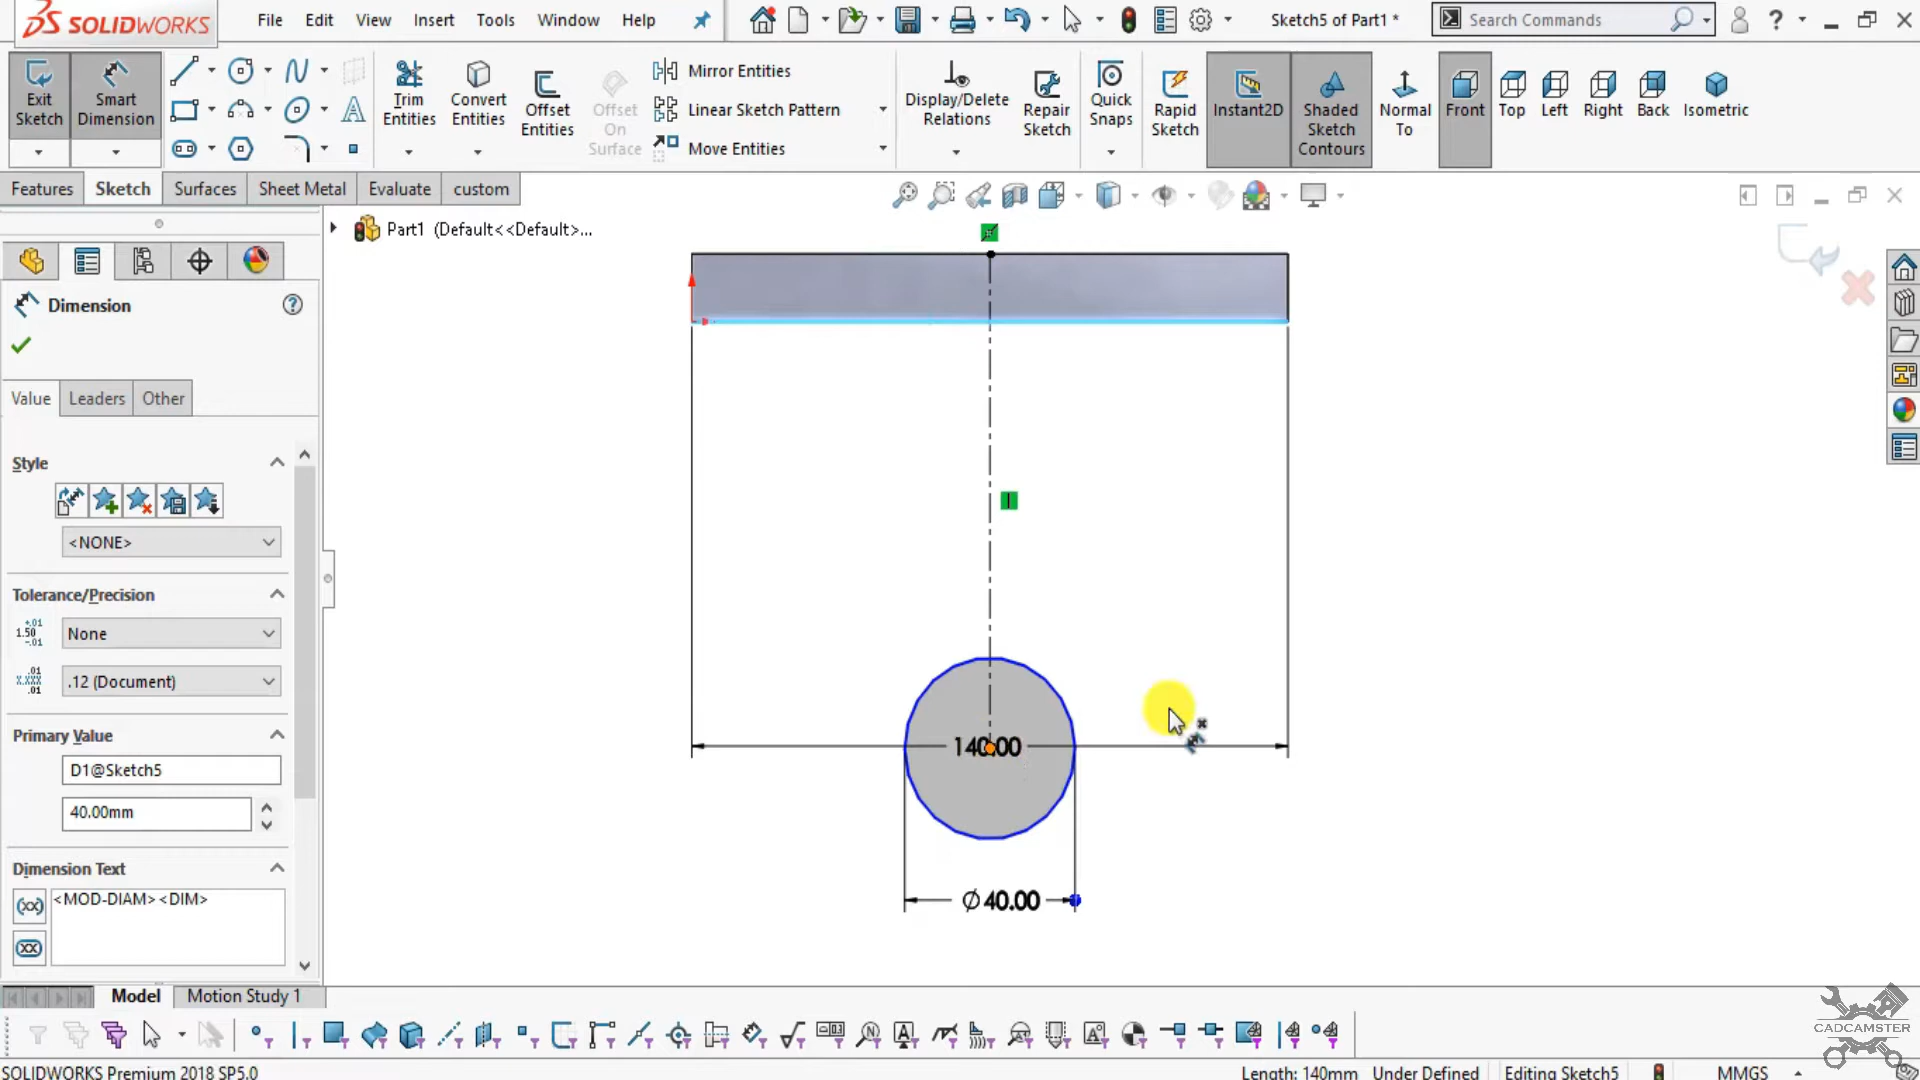 SOLIDWORKS
File Edit View Insert Tools Window Help
Sketch5 of Part1 *
Search Commands
Exit Sketch
Smart Dimension
Trim Entities
Convert Entities
Offset Entities
Offset On Surface
Mirror Entities
Linear Sketch Pattern
Move Entities
Display/Delete Relations
Repair Sketch
Quick Snaps
Rapid Sketch
Instant2D
Shaded Sketch Contours
Normal To
Front
Top
Left
Right
Back
Isometric
Features Sketch Surfaces Sheet Metal Evaluate custom
Part1 (Default<<Default>...
Dimension
Value Leaders Other
Style
<NONE>
Tolerance/Precision
None
.12 (Document)
Primary Value
D1@Sketch5
40.00mm
Dimension Text
<MOD-DIAM><DIM>
140.00
∅40.00
Model Motion Study 1
CADCAMSTER
SOLIDWORKS Premium 2018 SP5.0
Length: 140mm Under Defined Editing Sketch5 MMGS